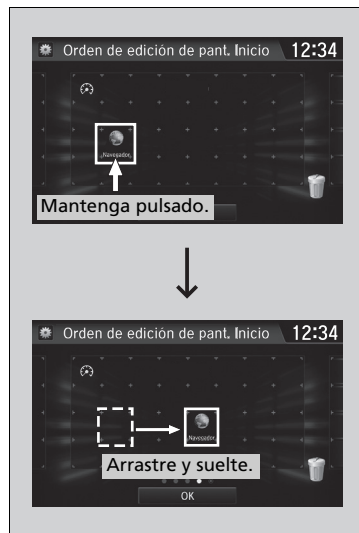 Orden de edición de pant. Inicio 12:34
Navegador
Mantenga pulsado.
Orden de edición de pant. Inicio 12:34
Navegador
Arrastre y suelte.
OK